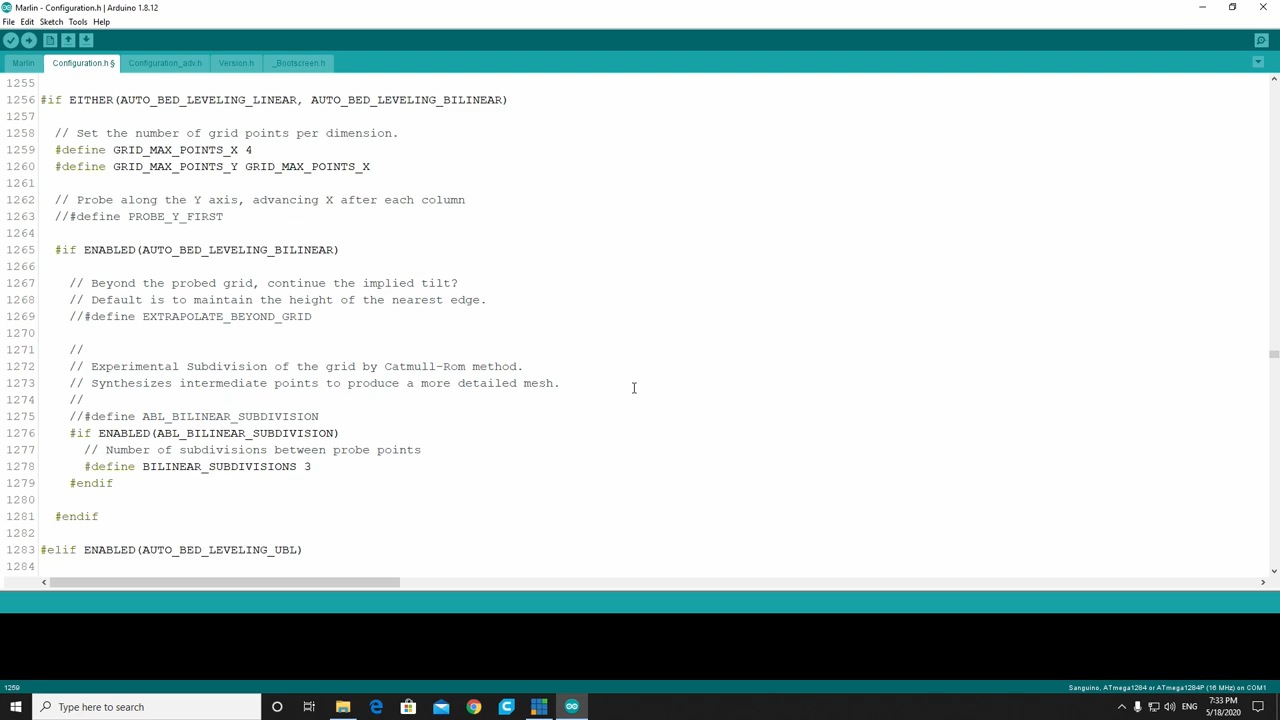 Marlin - Configuration.h | Arduino 1.8.12
File Edit Sketch Tools Help
Marlin Configuration.h § Configuration_adv.h Version.h _Bootscreen.h
1255
1256 #if EITHER(AUTO_BED_LEVELING_LINEAR, AUTO_BED_LEVELING_BILINEAR)
1257
1258 // Set the number of grid points per dimension.
1259 #define GRID_MAX_POINTS_X 4
1260 #define GRID_MAX_POINTS_Y GRID_MAX_POINTS_X
1261
1262 // Probe along the Y axis, advancing X after each column
1263 //#define PROBE_Y_FIRST
1264
1265 #if ENABLED(AUTO_BED_LEVELING_BILINEAR)
1266
1267 // Beyond the probed grid, continue the implied tilt?
1268 // Default is to maintain the height of the nearest edge.
1269 //#define EXTRAPOLATE_BEYOND_GRID
1270
1271 //
1272 // Experimental Subdivision of the grid by Catmull-Rom method.
1273 // Synthesizes intermediate points to produce a more detailed mesh.
1274 //
1275 //#define ABL_BILINEAR_SUBDIVISION
1276 #if ENABLED(ABL_BILINEAR_SUBDIVISION)
1277 // Number of subdivisions between probe points
1278 #define BILINEAR_SUBDIVISIONS 3
1279 #endif
1280
1281 #endif
1282
1283 #elif ENABLED(AUTO_BED_LEVELING_UBL)
1284
1259 Sanguino, ATmega1284 or ATmega1284P (16 MHz) on COM1
Type here to search ENG 7:33 PM
5/18/2020